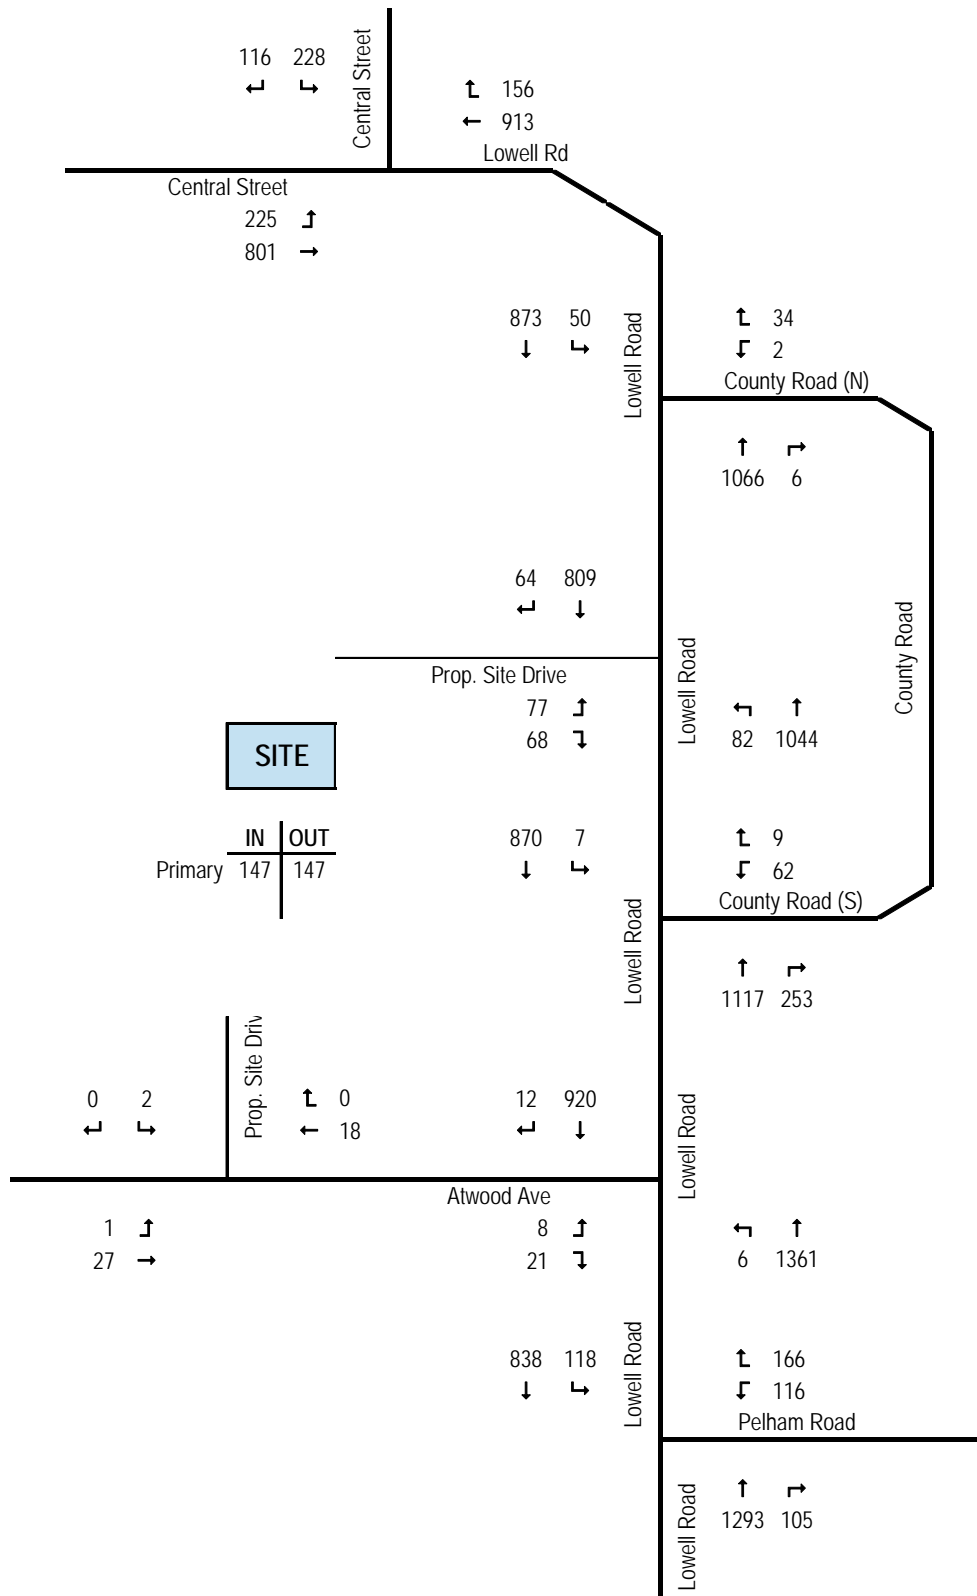 116 228
Central Street
156
913
Lowell Rd
Central Street
225
801
873 50
Lowell Road
34
2
County Road (N)
1066 6
64 809
Prop. Site Drive
77
68
Lowell Road
82 1044
County Road
SITE
IN OUT
Primary 147 147
870 7
9
62
County Road (S)
Lowell Road
1117 253
0 2
Prop. Site Driv
0
18
12 920
Lowell Road
Atwood Ave
1
27
8
21
6 1361
838 118
Lowell Road
166
116
Pelham Road
Lowell Road
1293 105